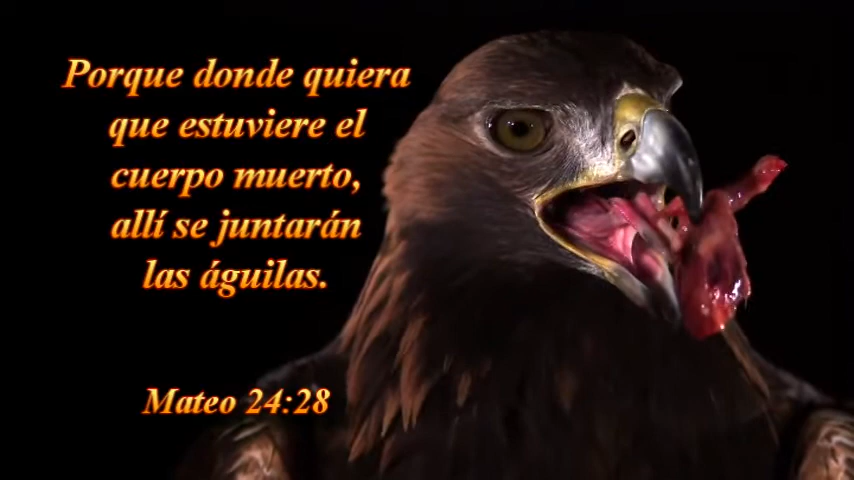 Porque donde quiera
que estuviere el
cuerpo muerto,
allí se juntarán
las águilas.
Mateo 24:28